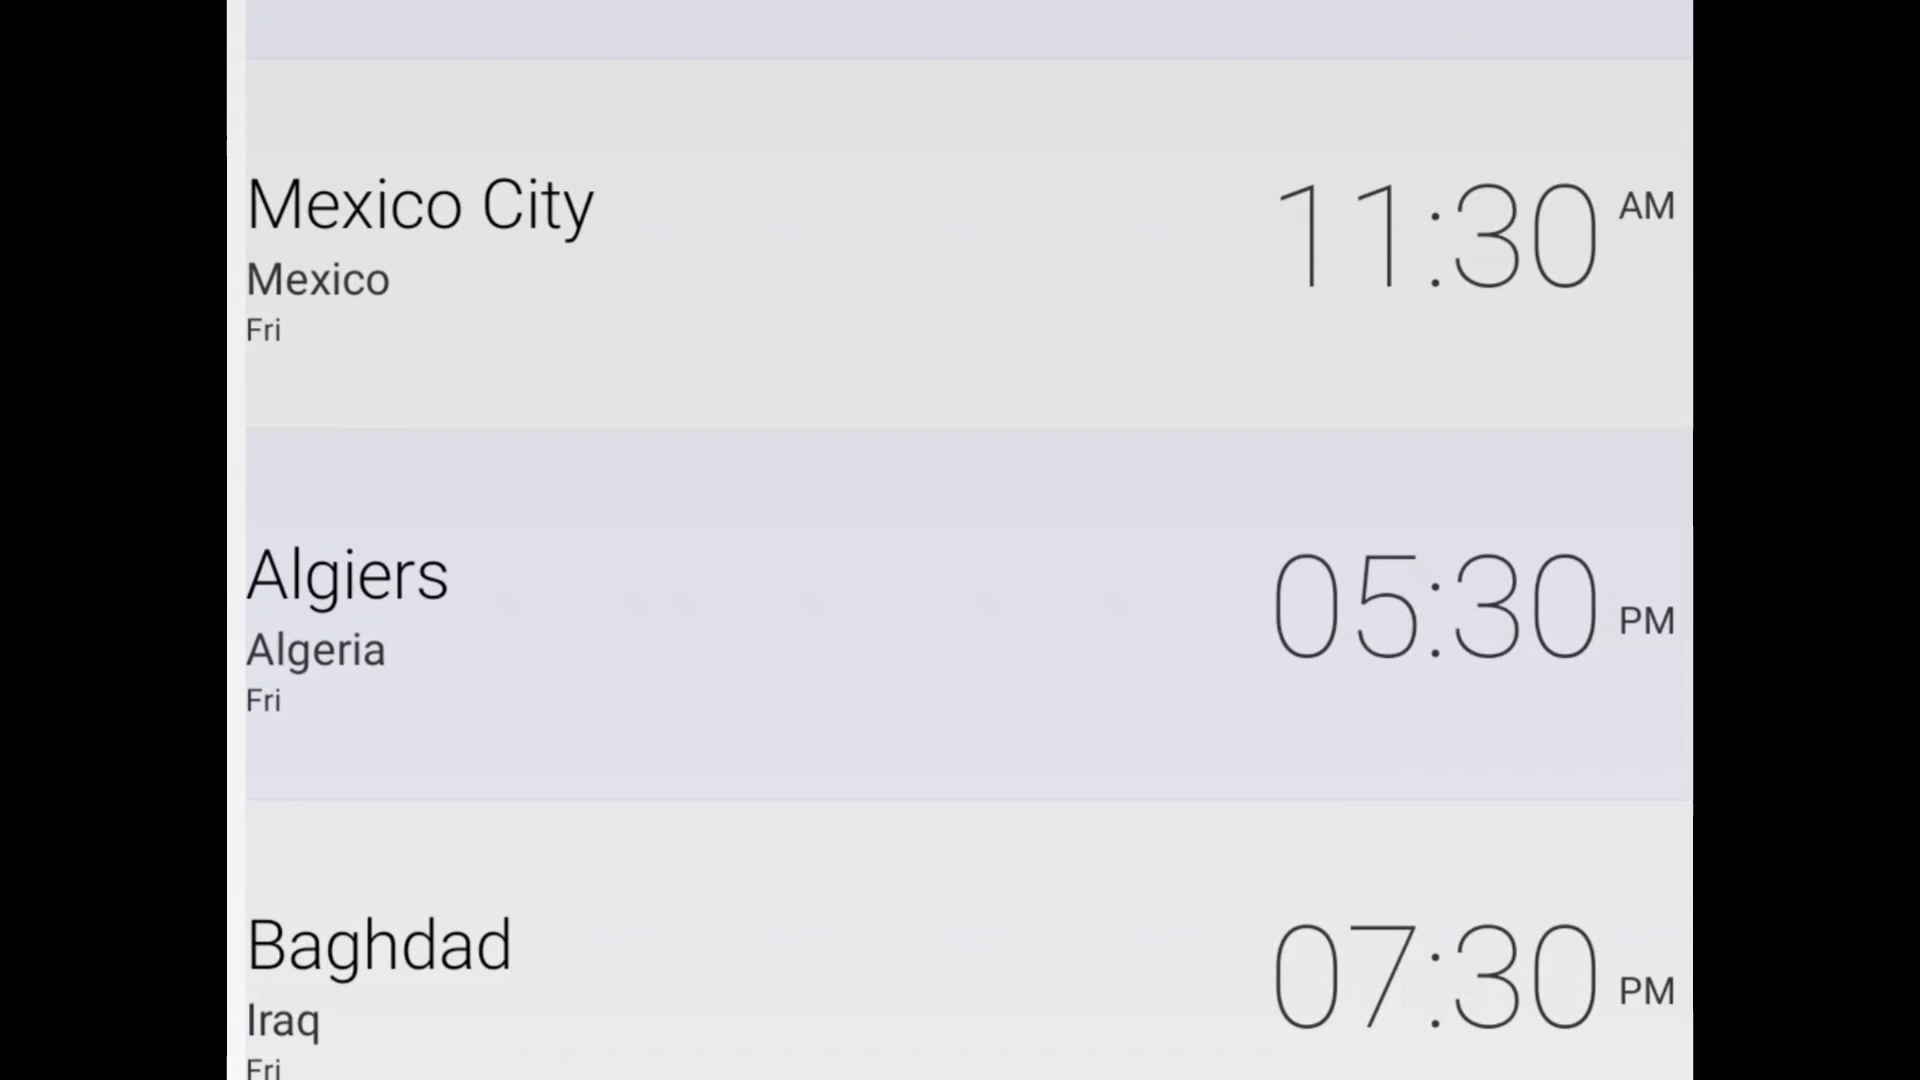 Mexico City
11:30 AM
Mexico
Fri
Algiers
05:30 PM
Algeria
Fri
Baghdad
07:30 PM
Iraq
Fri